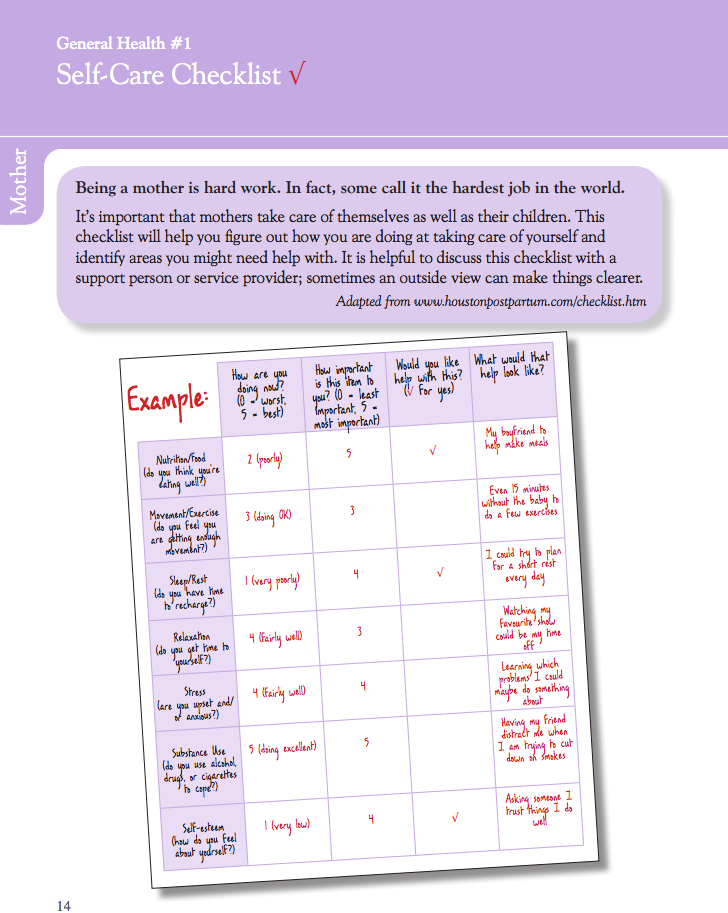 General Health #1
Self-Care Checklist √
Mother
Being a mother is hard work. In fact, some call it the hardest job in the world.
It's important that mothers take care of themselves as well as their children. This
checklist will help you figure out how you are doing at taking care of yourself and
identify areas you might need help with. It is helpful to discuss this checklist with a
support person or service provider; sometimes an outside view can make things clearer.
Adapted from www.houstonpostpartum.com/checklist.htm
Example:
How are you
doing now?
(0 = worst,
5 = best)
How important
is this item to
you? (0 = least
important, 5 =
most important)
Would you like
help with this?
(√ for yes)
What would that
help look like?
Nutrition/Food
(do you think you're
eating well?)
2 (poorly)
5
√
My boyfriend to
help make meals
Movement/Exercise
(do you feel you
are getting enough
movement?)
3 (doing OK)
3
Even 15 minutes
without the baby to
do a few exercises
Sleep/Rest
(do you have time
to recharge?)
1 (very poorly)
4
√
I could try to plan
for a short rest
every day
Relaxation
(do you get time to
yourself?)
4 (fairly well)
3
Watching my
favourite show
could be my time
off
Stress
(are you upset and/
or anxious?)
4 (fairly well)
4
Learning which
problems I could
maybe do something
about
Substance Use
(do you use alcohol,
drugs, or cigarettes
to cope?)
5 (doing excellent)
5
Having my friend
distract me when
I am trying to cut
down on smokes
Self-esteem
(how do you feel
about yourself?)
1 (very low)
4
√
Asking someone I
trust things I do
well
14